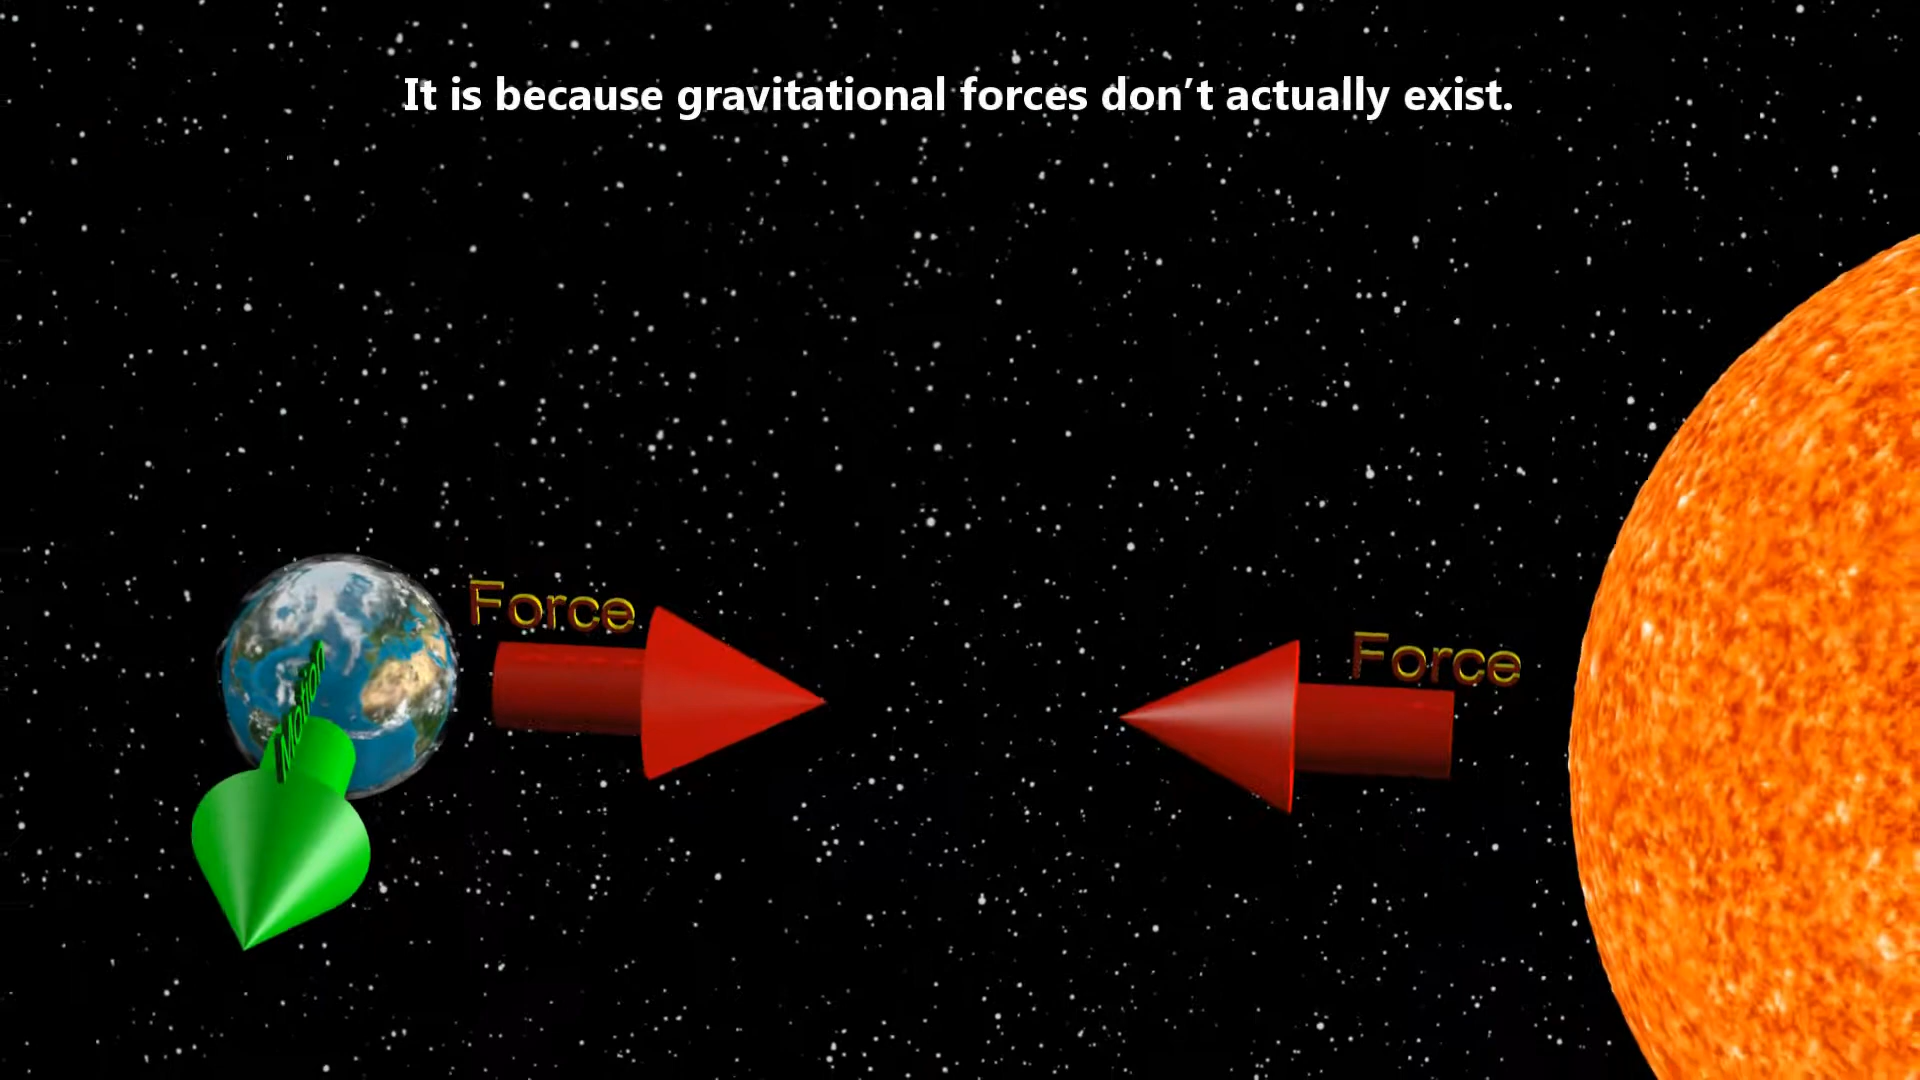 It is because gravitational forces don’t actually exist.
Force
Force
Motion